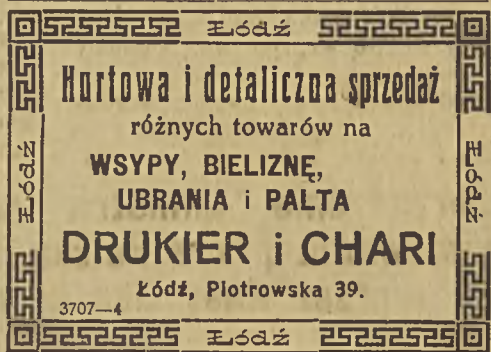 Łódź
Hurtowa i detaliczna sprzedaż
różnych towarów na
WSYPY, BIELIZNĘ,
UBRANIA i PALTA
DRUKIER i CHARI
Łódź, Piotrowska 39.
3707—4
Łódź
Łódź
Łódź